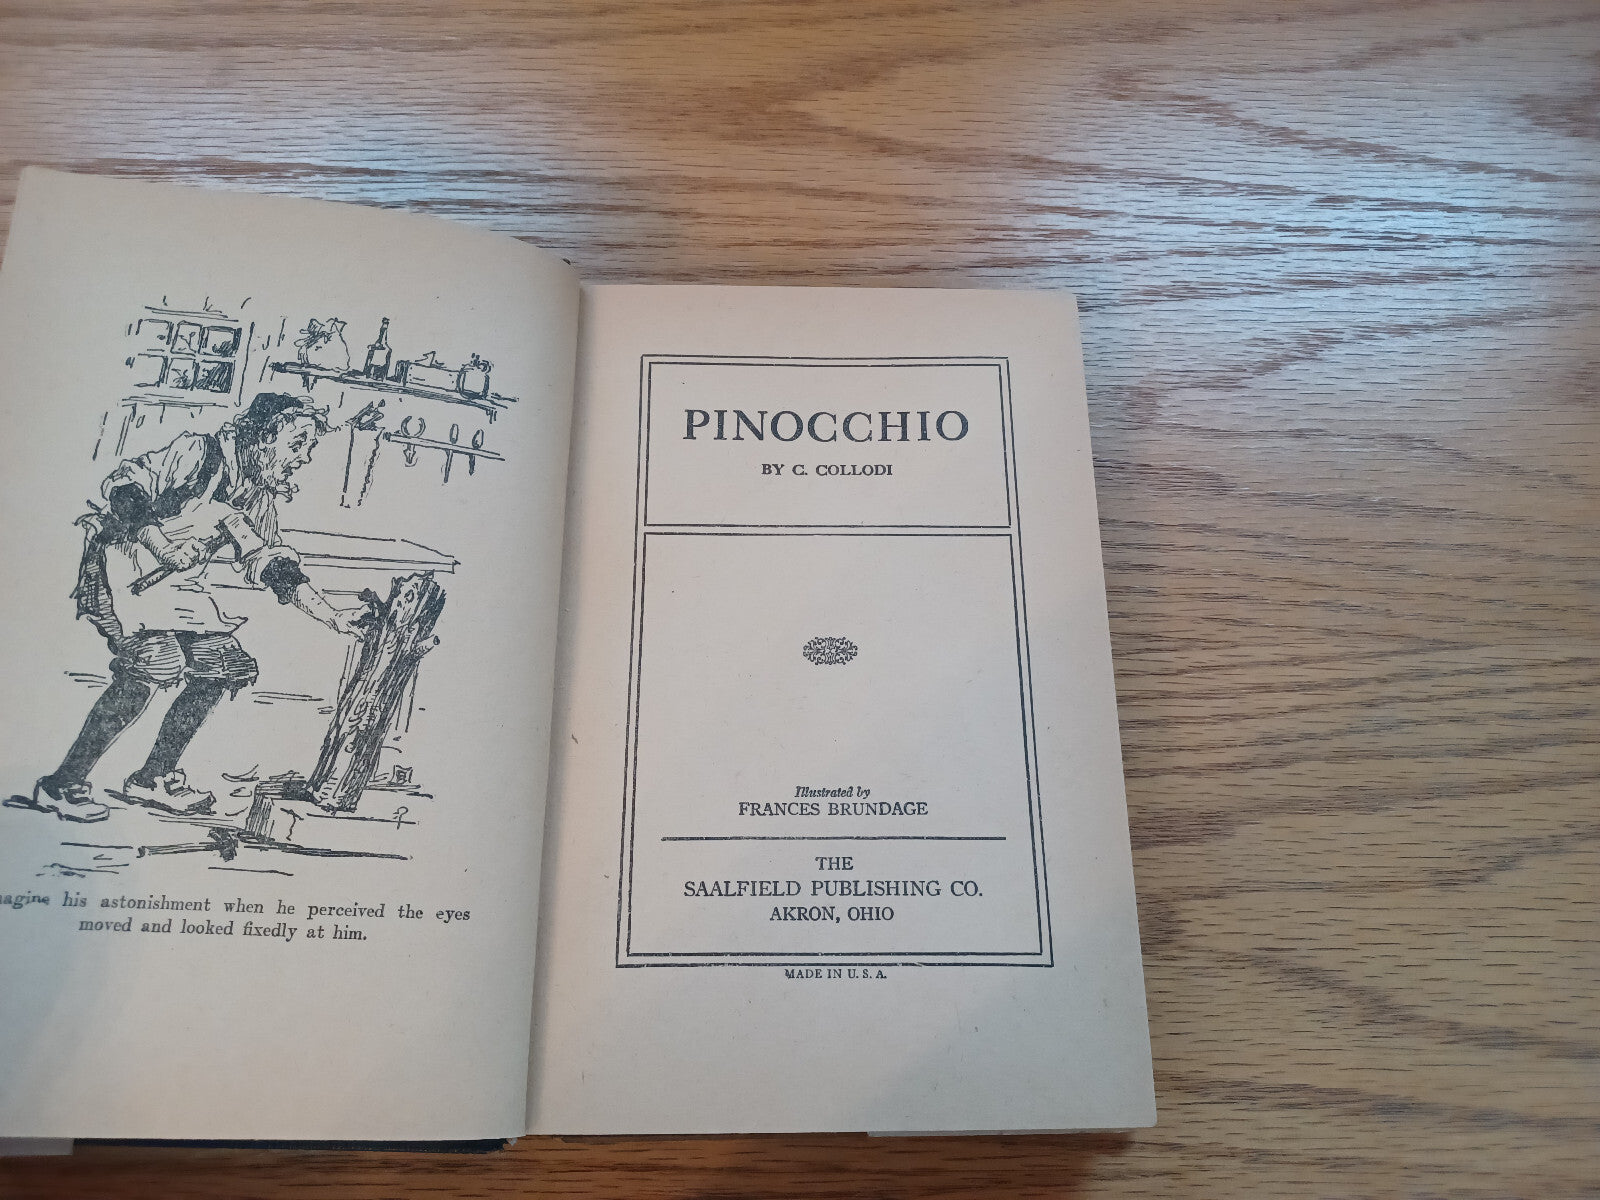 his astonishment when he perceived the eyes
moved and looked fixedly at him.
PINOCCHIO
BY C. COLLODI
Illustrated by
FRANCES BRUNDAGE
THE
SAALFIELD PUBLISHING CO.
AKRON, OHIO
MADE IN U. S. A.